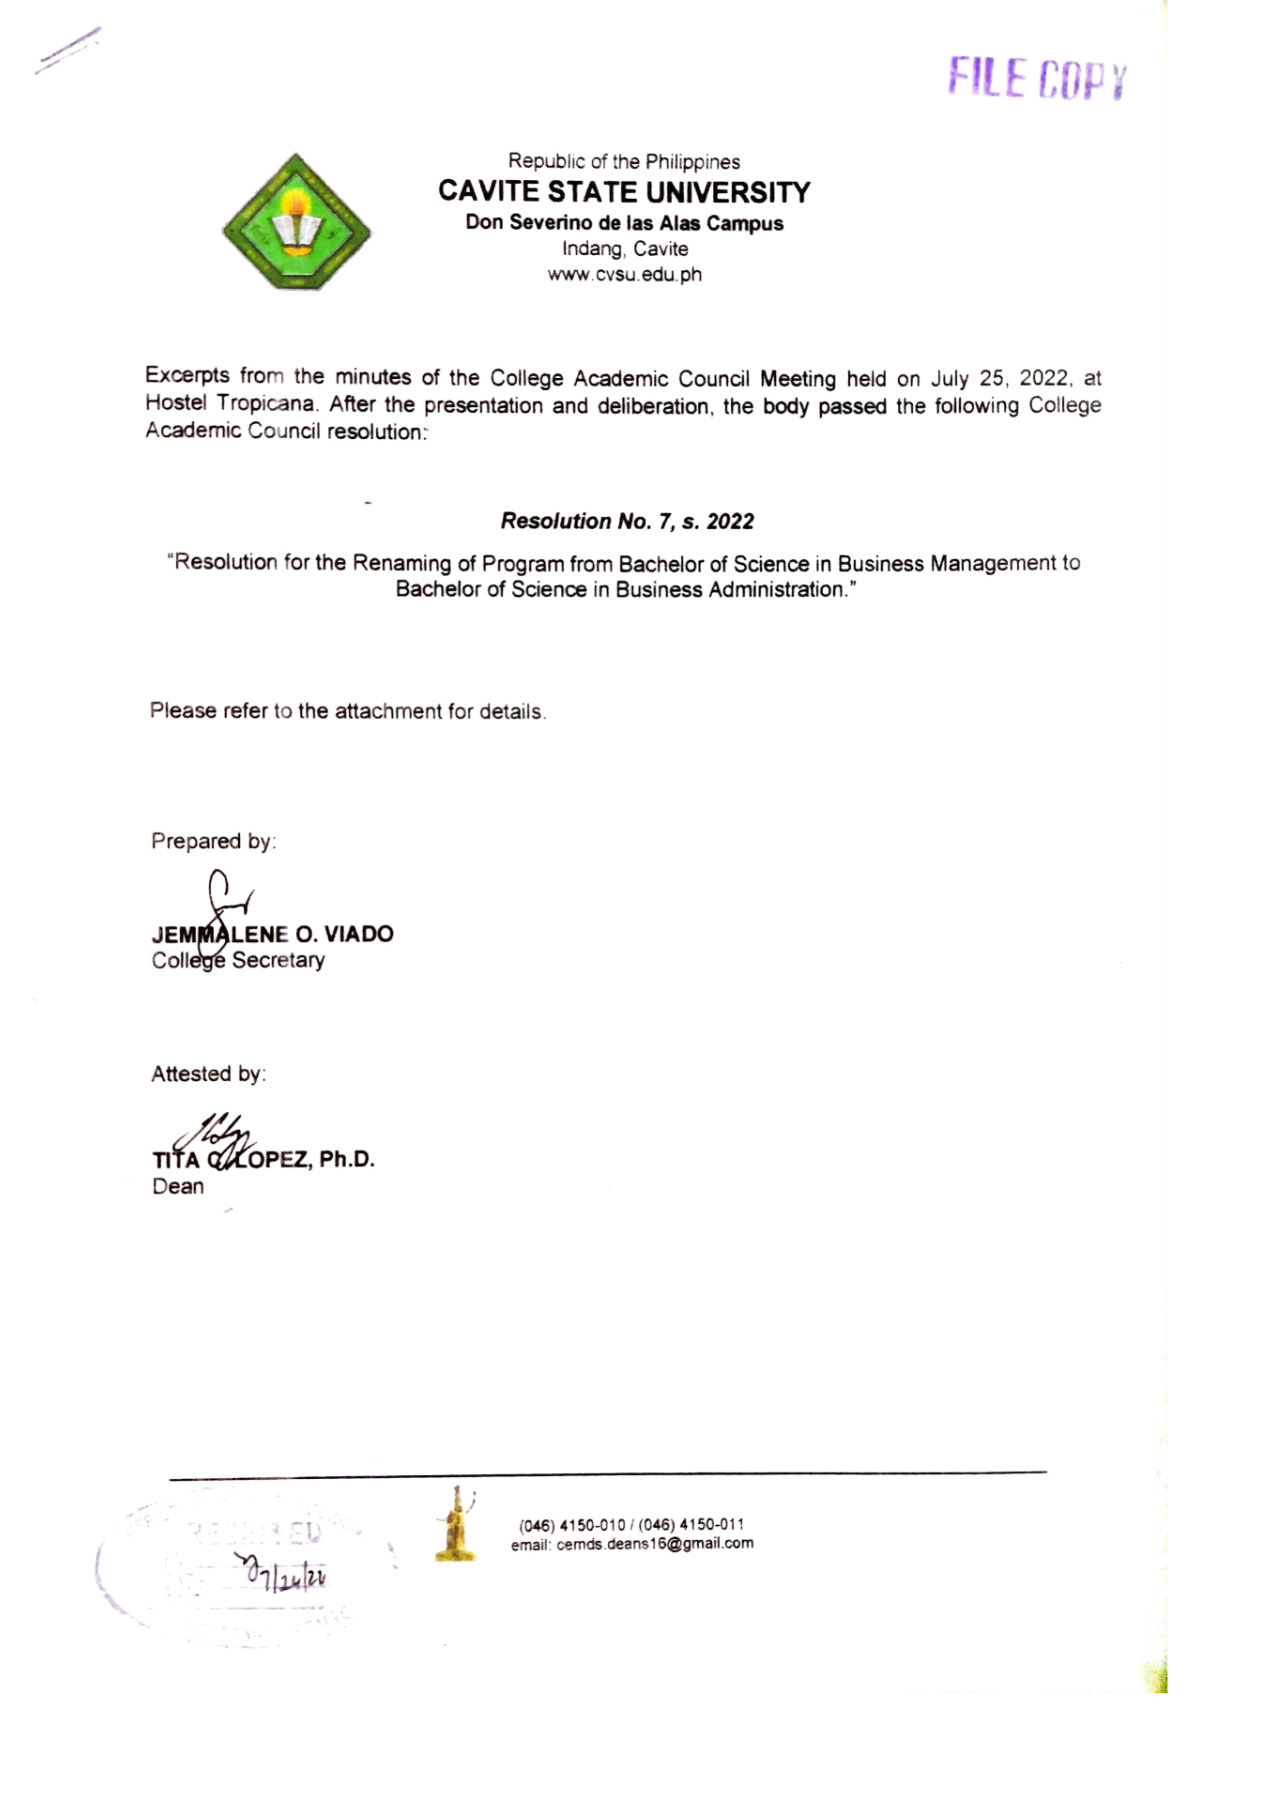 FILE COPY
Republic of the Philippines
CAVITE STATE UNIVERSITY
Don Severino de las Alas Campus
Indang, Cavite
www.cvsu.edu.ph
Excerpts from the minutes of the College Academic Council Meeting held on July 25, 2022, at
Hostel Tropicana. After the presentation and deliberation, the body passed the following College
Academic Council resolution:
Resolution No. 7, s. 2022
“Resolution for the Renaming of Program from Bachelor of Science in Business Management to
Bachelor of Science in Business Administration.”
Please refer to the attachment for details.
Prepared by:
JEMMALENE O. VIADO
College Secretary
Attested by:
TITA C. LOPEZ, Ph.D.
Dean
(046) 4150-010 / (046) 4150-011
email: cemds.deans16@gmail.com
RECEIVED